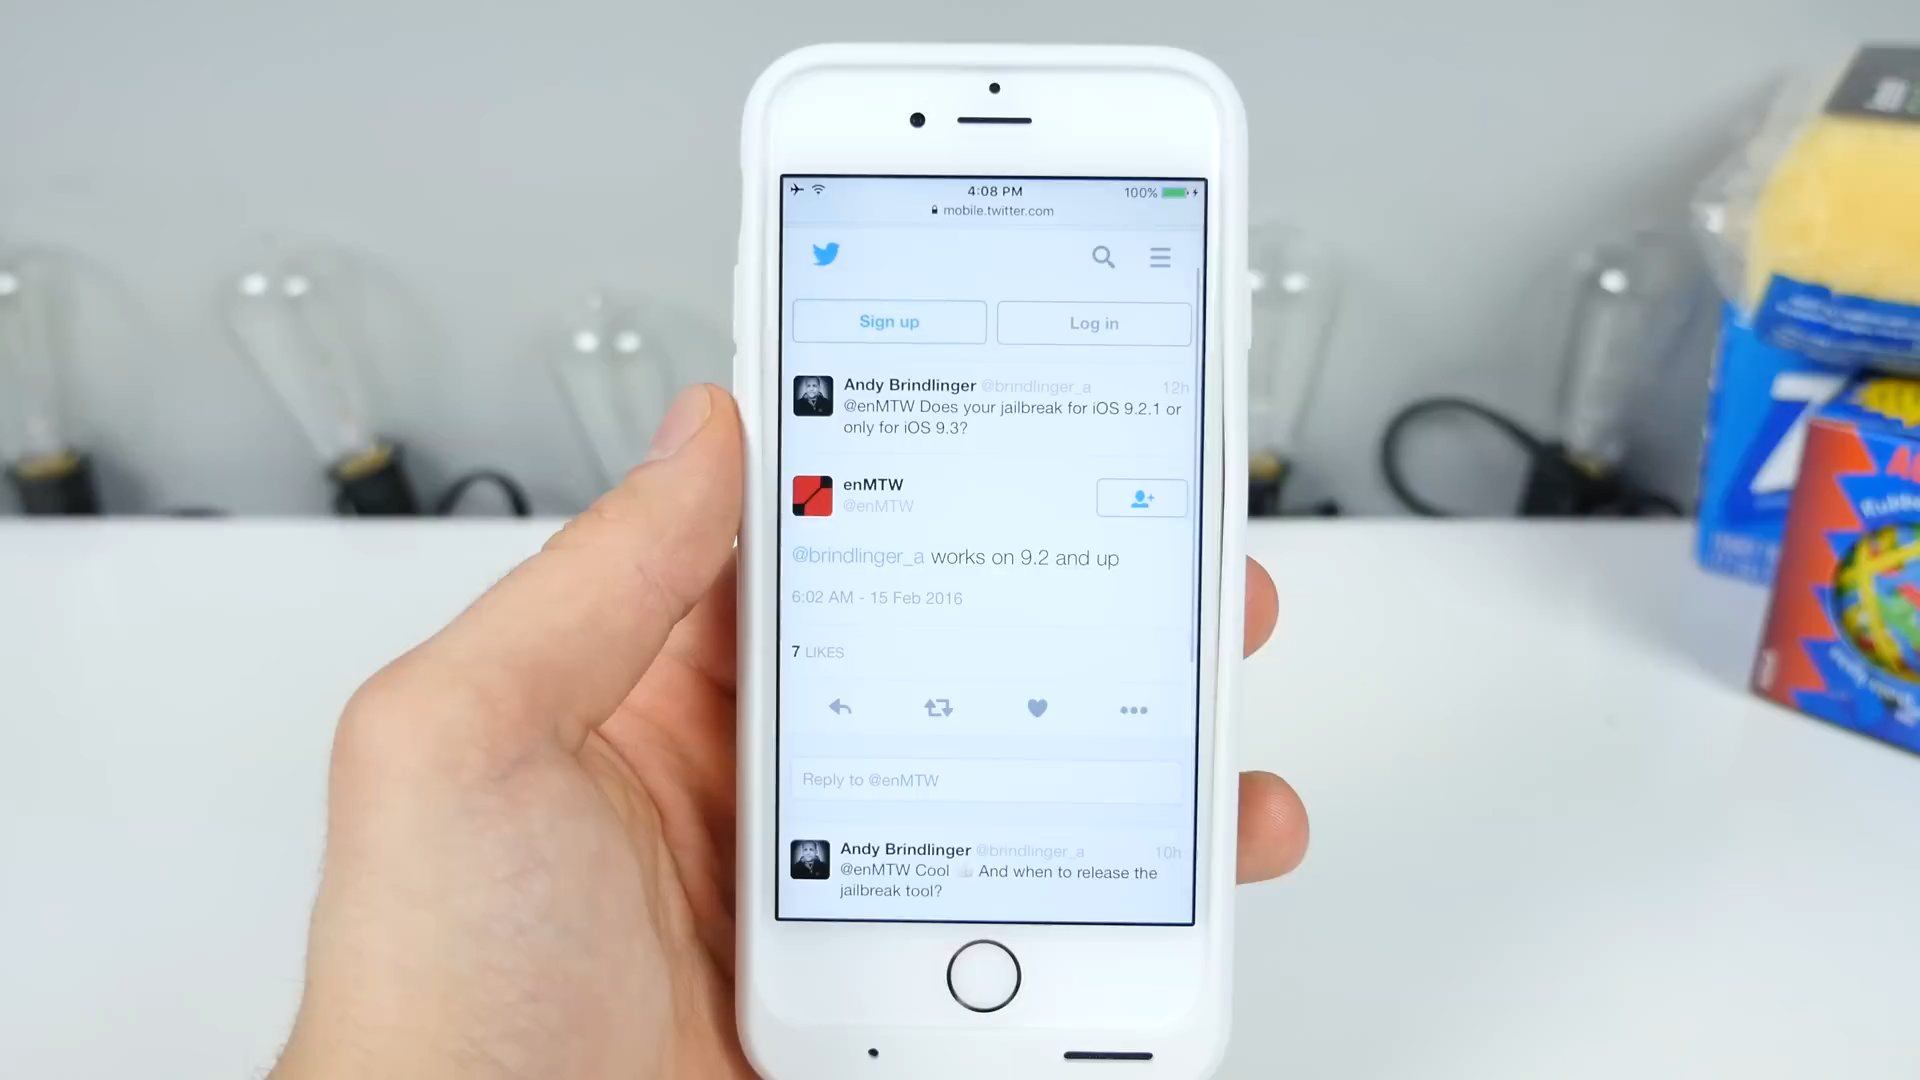 4:08 PM
100%
mobile.twitter.com
Sign up
Log in
Andy Brindlinger @brindlinger_a 12h
@enMTW Does your jailbreak for iOS 9.2.1 or
only for iOS 9.3?
enMTW
@enMTW
@brindlinger_a works on 9.2 and up
6:02 AM - 15 Feb 2016
7 LIKES
Reply to @enMTW
Andy Brindlinger @brindlinger_a 10h
@enMTW Cool And when to release the
jailbreak tool?